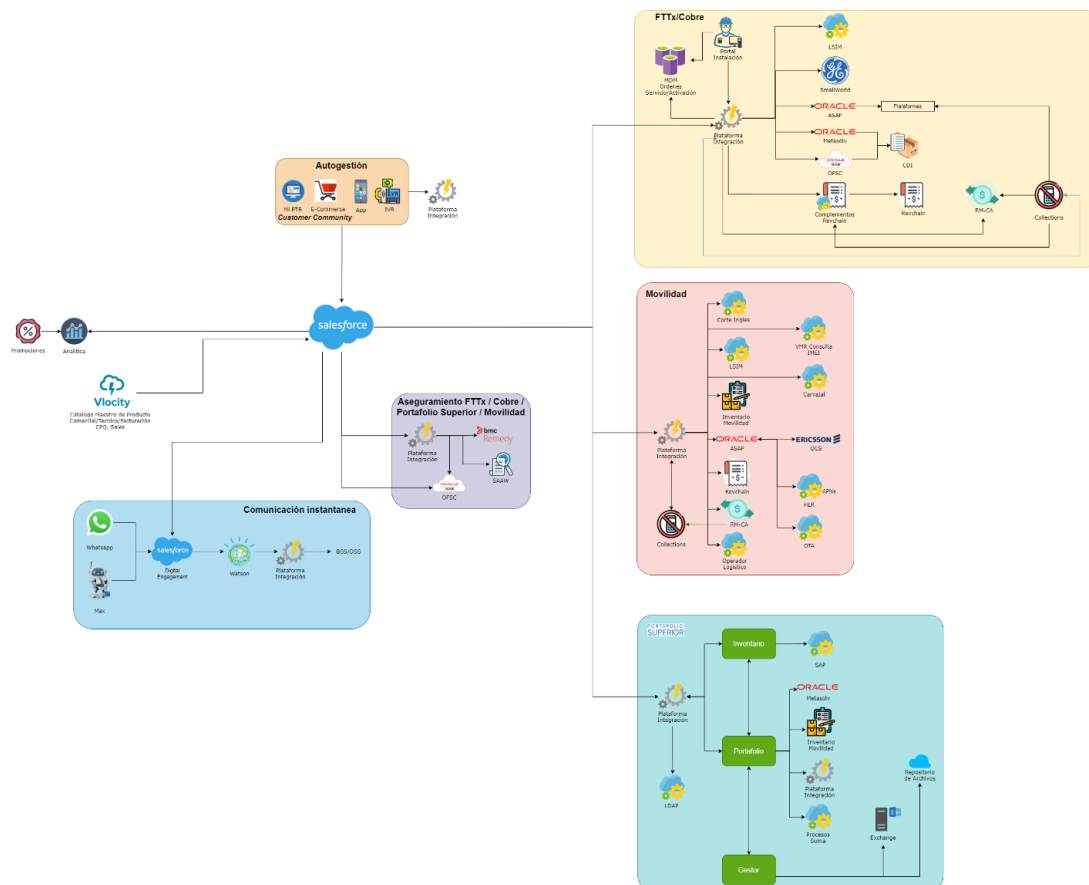 FTTx/Cobre
Portal
Instalación
LSIM
MDM
Ordenes
Servicio/Activación
SmallWorld
Plataforma
Integración
ORACLE
ASAP
Plataformas
ORACLE
Metasolv
OFSC
CDI
Complementos
Revchain
Revchain
RM-CA
Collections
Autogestión
Mi ETB
E-Commerce
App
IVR
Customer Community
Plataforma
Integración
salesforce
Promociones
Analitica
Vlocity
Catalogo Maestro de Producto
Comercial/Tecnico/Facturación
CPQ, Sales
Aseguramiento FTTx / Cobre /
Portafolio Superior / Movilidad
Plataforma
Integración
bmc
Remedy
SAAW
OFSC
Comunicación instantanea
Whatsapp
Max
salesforce
Digital
Engagement
Watson
Plataforma
Integración
BSS/OSS
Movilidad
Corte Ingles
VMR Consulta
IMEI
LSIM
Carvajal
Inventario
Movilidad
Plataforma
Integración
ORACLE
ASAP
ERICSSON
OCS
Revchain
HLR
APNs
RM-CA
Collections
OTA
Operador
Logistico
PORTAFOLIO
SUPERIOR
Inventario
SAP
Plataforma
Integración
ORACLE
Metasolv
Inventario
Movilidad
Portafolio
Plataforma
Integración
Repositorio
de Archivos
LDAP
Procesos
Suma
Exchange
Gestor